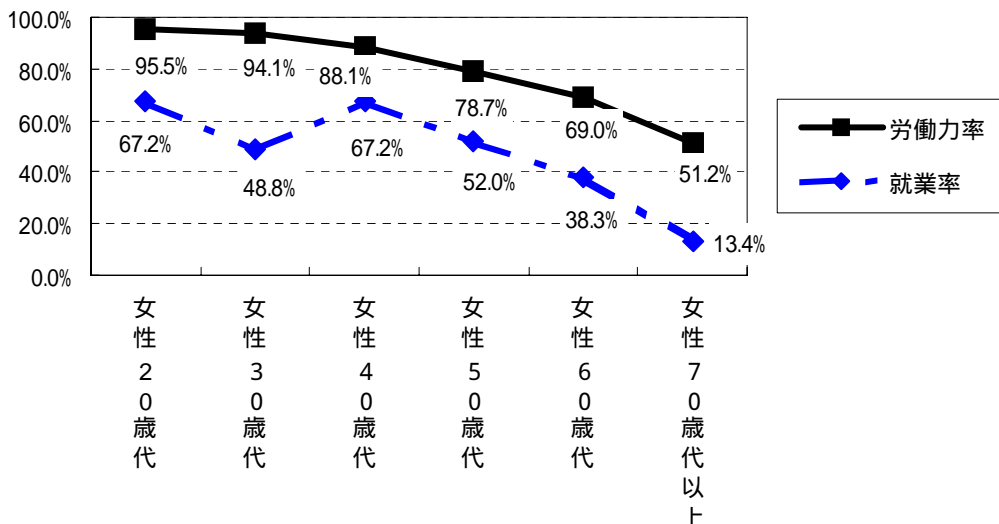 100.0%
80.0%
60.0%
40.0%
20.0%
0.0%
95.5%
94.1%
88.1%
78.7%
69.0%
51.2%
67.2%
48.8%
67.2%
52.0%
38.3%
13.4%
女性20歳代
女性30歳代
女性40歳代
女性50歳代
女性60歳代
女性70歳代以上
労働力率
就業率